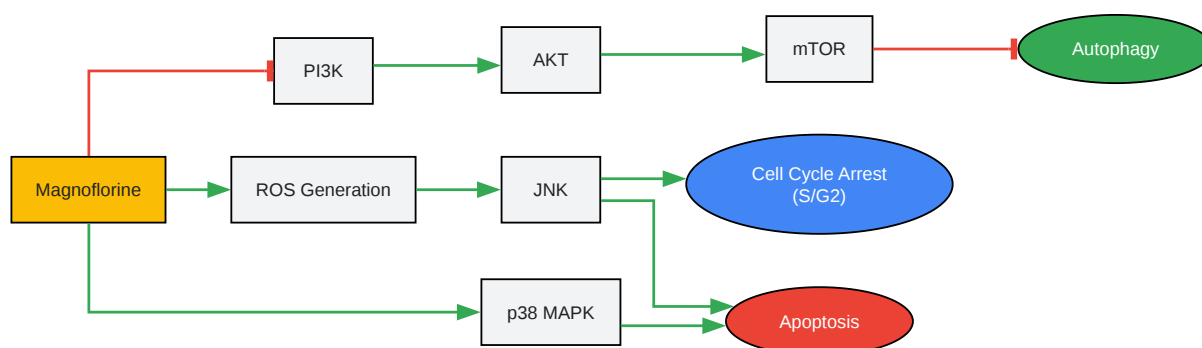 PI3K
AKT
mTOR
Autophagy
Magnoflorine
ROS Generation
JNK
Cell Cycle Arrest
(S/G2)
p38 MAPK
Apoptosis